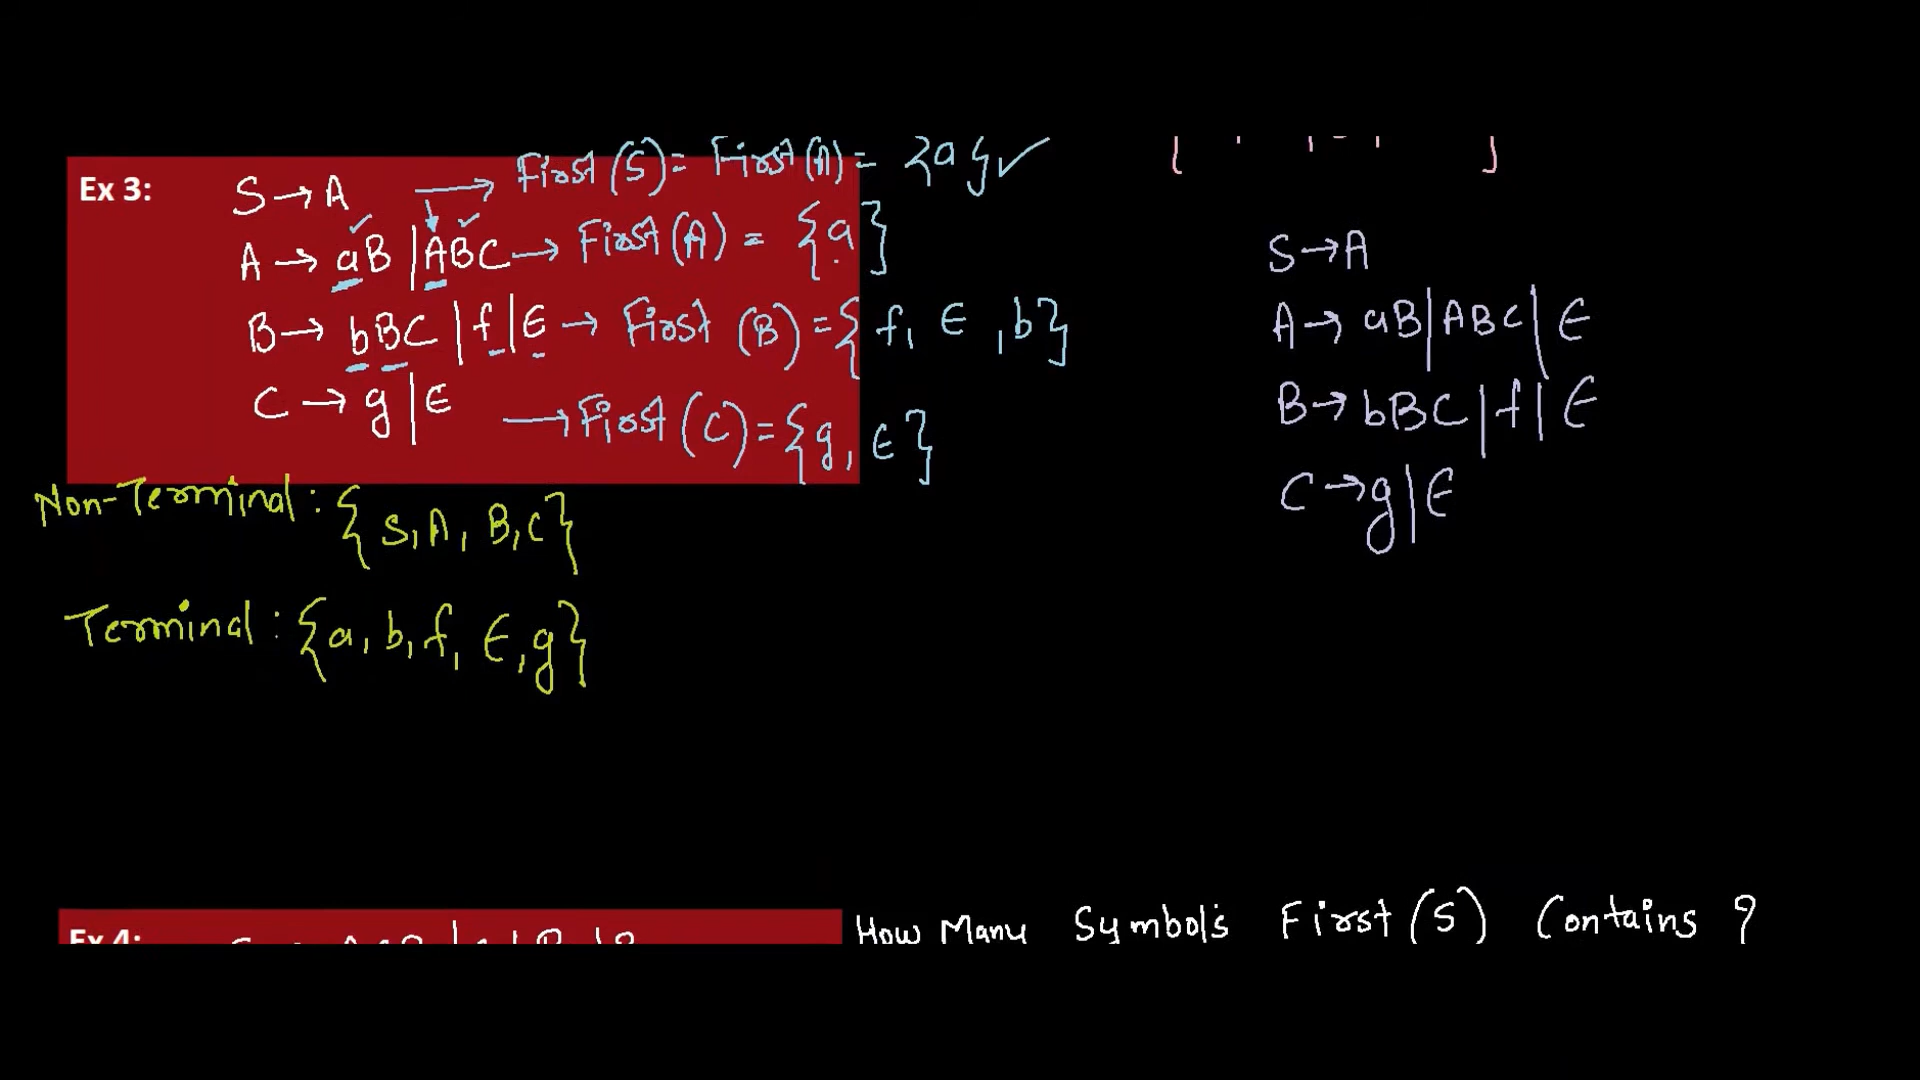 First (S) = First (A) = {a} ✓
Ex 3: S → A
A → aB | ABC → First (A) = {a}
B → bBC | f | ∈ → First (B) = {f, ∈, b}
C → g | ∈ → First (C) = {g, ∈}
Non-Terminal : {S, A, B, C}
Terminal : {a, b, f, ∈, g}
S → A
A → aB | ABC | ∈
B → bBC | f | ∈
C → g | ∈
Ex 4:
How Many Symbols First (S) Contains ?